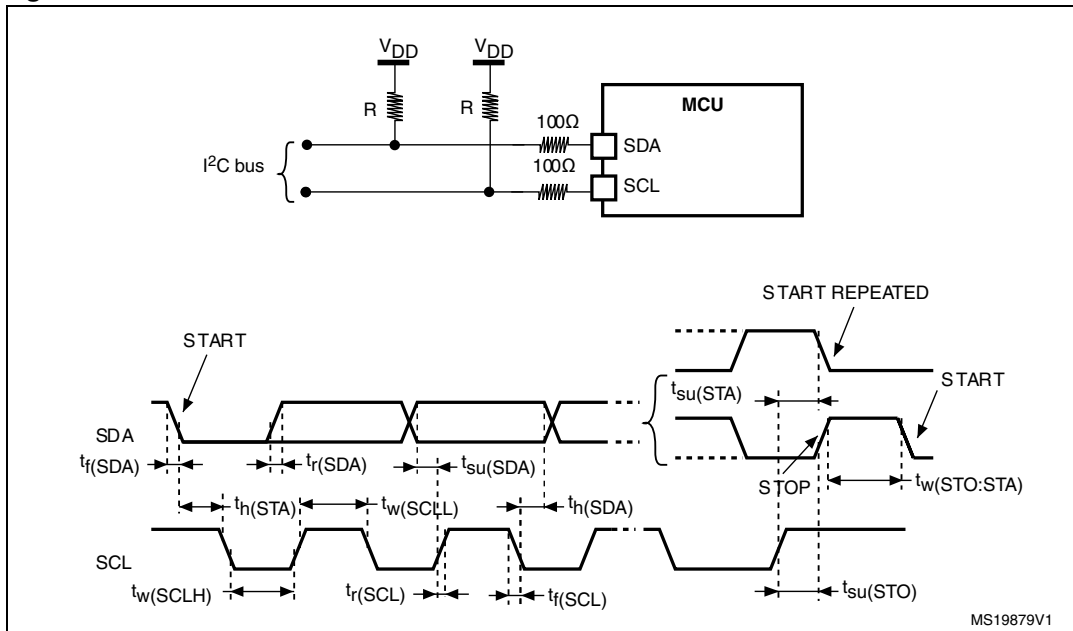 VDD VDD
MCU
R R
100Ω
SDA
100Ω
I²C bus
SCL
START REPEATED
START
START
tsu(STA)
SDA
tf(SDA)
tr(SDA)
tsu(SDA)
STOP
tw(STO:STA)
th(STA)
tw(SCLL)
th(SDA)
SCL
tw(SCLH)
tr(SCL)
tf(SCL)
tsu(STO)
MS19879V1